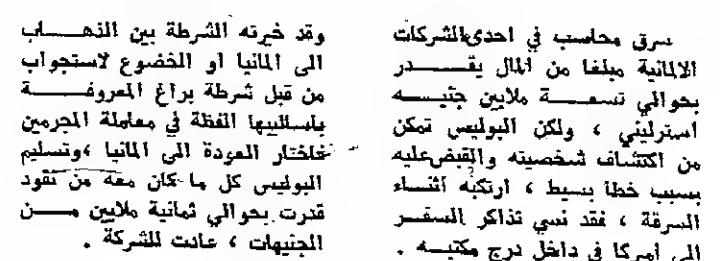 سرق محاسب في احدى الشركات
الالمانية مبلغا من المال يقدر
بحوالي تسعة ملايين جنيه
استرليني ، ولكن البوليس تمكن
من اكتشاف شخصيته والقبض عليه
بسبب خطا بسيط ، ارتكبه اثناء
السرقة ، فقد نسي تذاكر السفر
الى امركا في داخل درج مكتبه .
وقد خيرته الشرطة بين الذهاب
الى المانيا او الخضوع لاستجواب
من قبل شرطة براغ المعروفة
باساليبها الفظة في معاملة المجرمين
فاختار العودة الى المانيا ،وتسليم
البوليس كل ما كان معه من نقود
قدرت بحوالي ثمانية ملايين من
الجنيهات ، عادت للشركة .